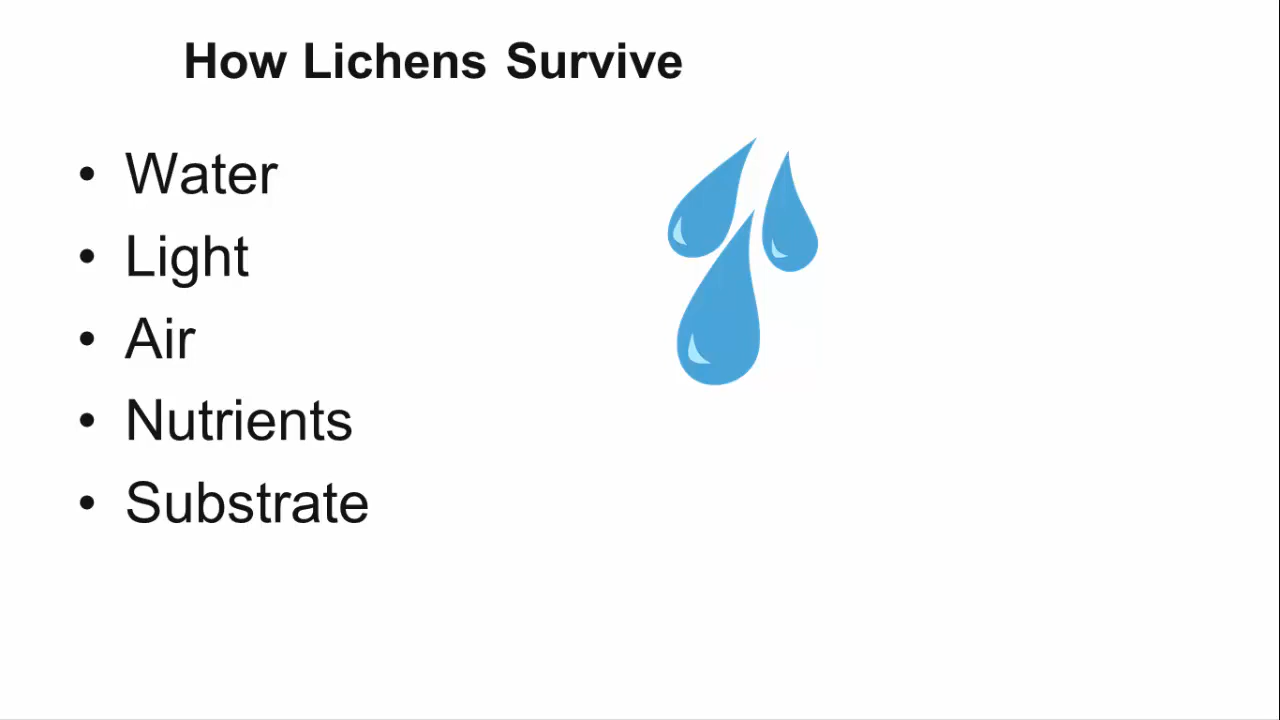 How Lichens Survive
• Water
• Light
• Air
• Nutrients
• Substrate